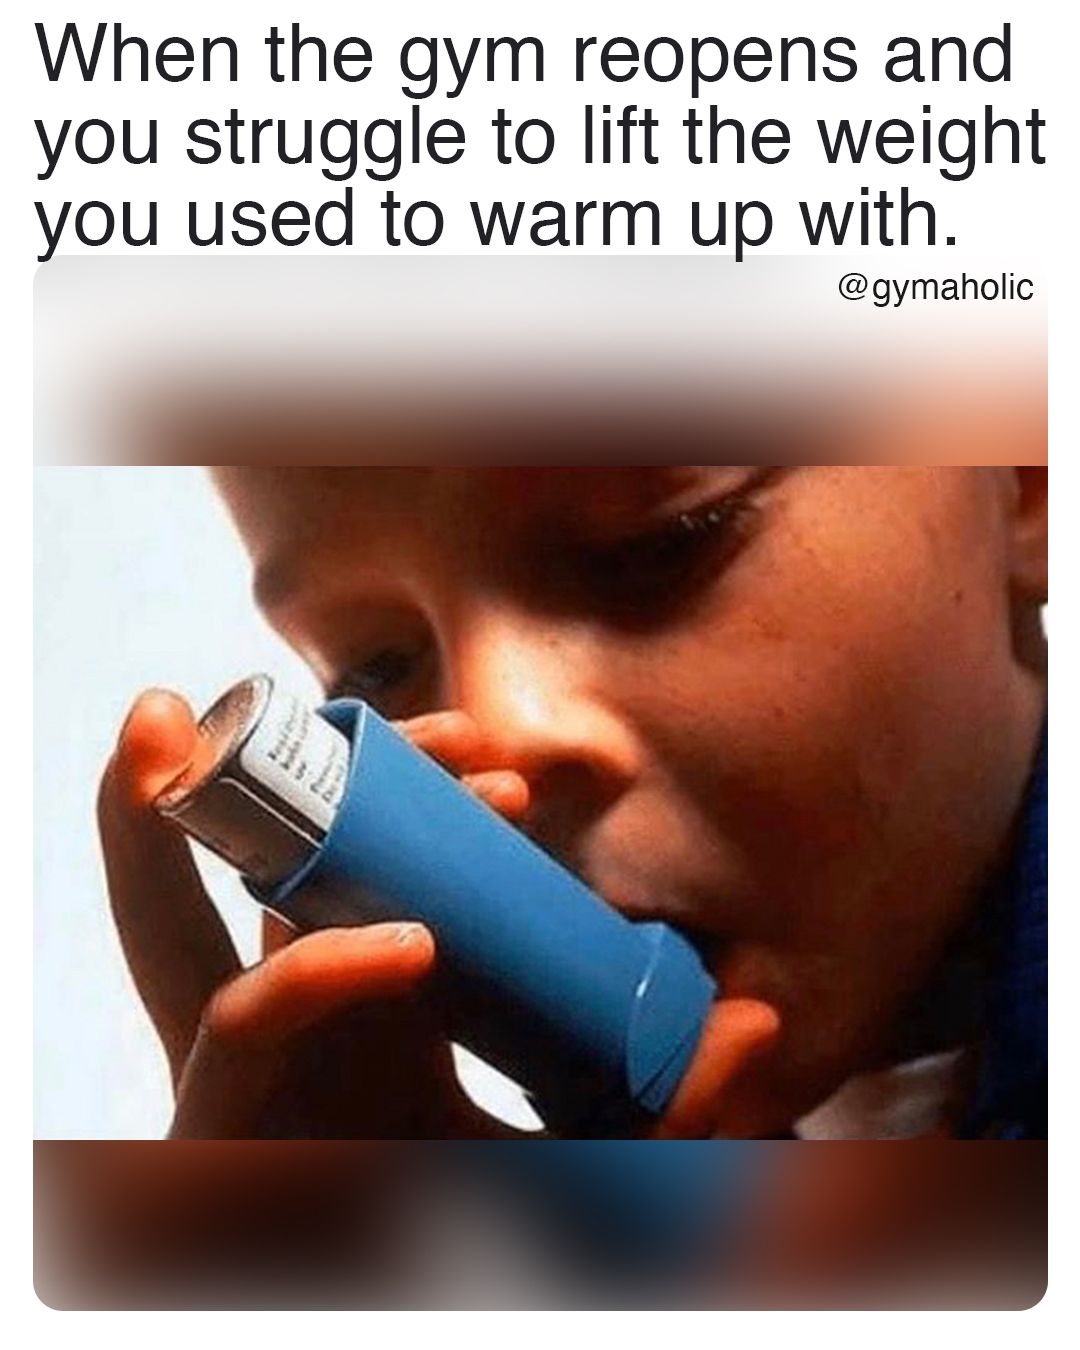 When the gym reopens and
you struggle to lift the weight
you used to warm up with.
@gymaholic